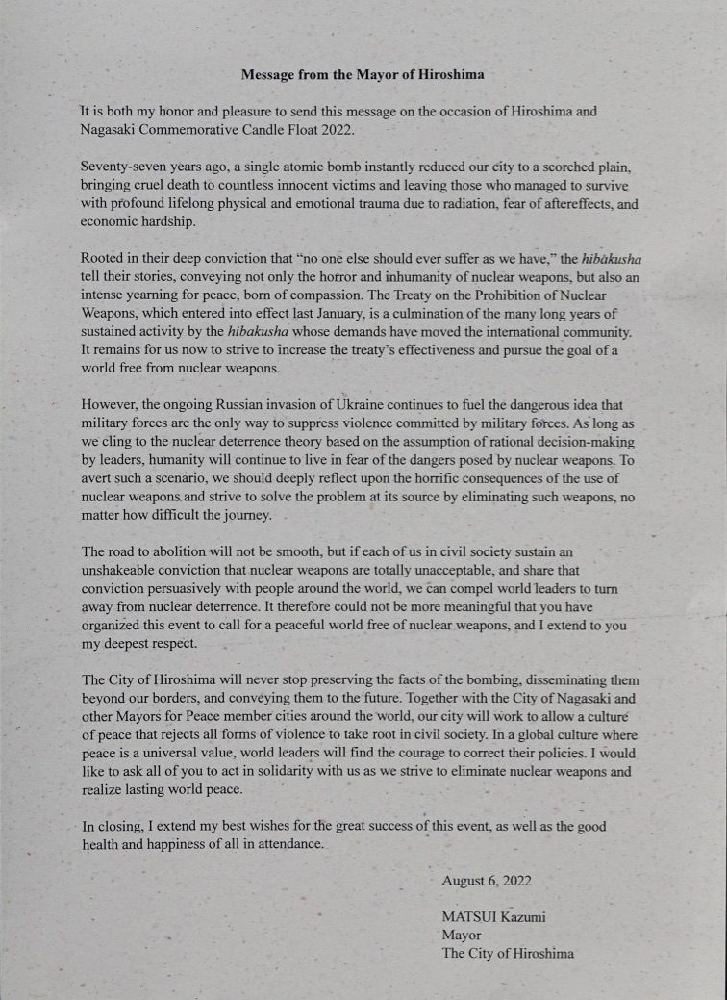 Message from the Mayor of Hiroshima
It is both my honor and pleasure to send this message on the occasion of Hiroshima and
Nagasaki Commemorative Candle Float 2022.
Seventy-seven years ago, a single atomic bomb instantly reduced our city to a scorched plain,
bringing cruel death to countless innocent victims and leaving those who managed to survive
with profound lifelong physical and emotional trauma due to radiation, fear of aftereffects, and
economic hardship.
Rooted in their deep conviction that “no one else should ever suffer as we have,” the hibakusha
tell their stories, conveying not only the horror and inhumanity of nuclear weapons, but also an
intense yearning for peace, born of compassion. The Treaty on the Prohibition of Nuclear
Weapons, which entered into effect last January, is a culmination of the many long years of
sustained activity by the hibakusha whose demands have moved the international community.
It remains for us now to strive to increase the treaty’s effectiveness and pursue the goal of a
world free from nuclear weapons.
However, the ongoing Russian invasion of Ukraine continues to fuel the dangerous idea that
military forces are the only way to suppress violence committed by military forces. As long as
we cling to the nuclear deterrence theory based on the assumption of rational decision-making
by leaders, humanity will continue to live in fear of the dangers posed by nuclear weapons. To
avert such a scenario, we should deeply reflect upon the horrific consequences of the use of
nuclear weapons and strive to solve the problem at its source by eliminating such weapons, no
matter how difficult the journey.
The road to abolition will not be smooth, but if each of us in civil society sustain an
unshakeable conviction that nuclear weapons are totally unacceptable, and share that
conviction persuasively with people around the world, we can compel world leaders to turn
away from nuclear deterrence. It therefore could not be more meaningful that you have
organized this event to call for a peaceful world free of nuclear weapons, and I extend to you
my deepest respect.
The City of Hiroshima will never stop preserving the facts of the bombing, disseminating them
beyond our borders, and conveying them to the future. Together with the City of Nagasaki and
other Mayors for Peace member cities around the world, our city will work to allow a culture
of peace that rejects all forms of violence to take root in civil society. In a global culture where
peace is a universal value, world leaders will find the courage to correct their policies. I would
like to ask all of you to act in solidarity with us as we strive to eliminate nuclear weapons and
realize lasting world peace.
In closing, I extend my best wishes for the great success of this event, as well as the good
health and happiness of all in attendance.
August 6, 2022
MATSUI Kazumi
Mayor
The City of Hiroshima